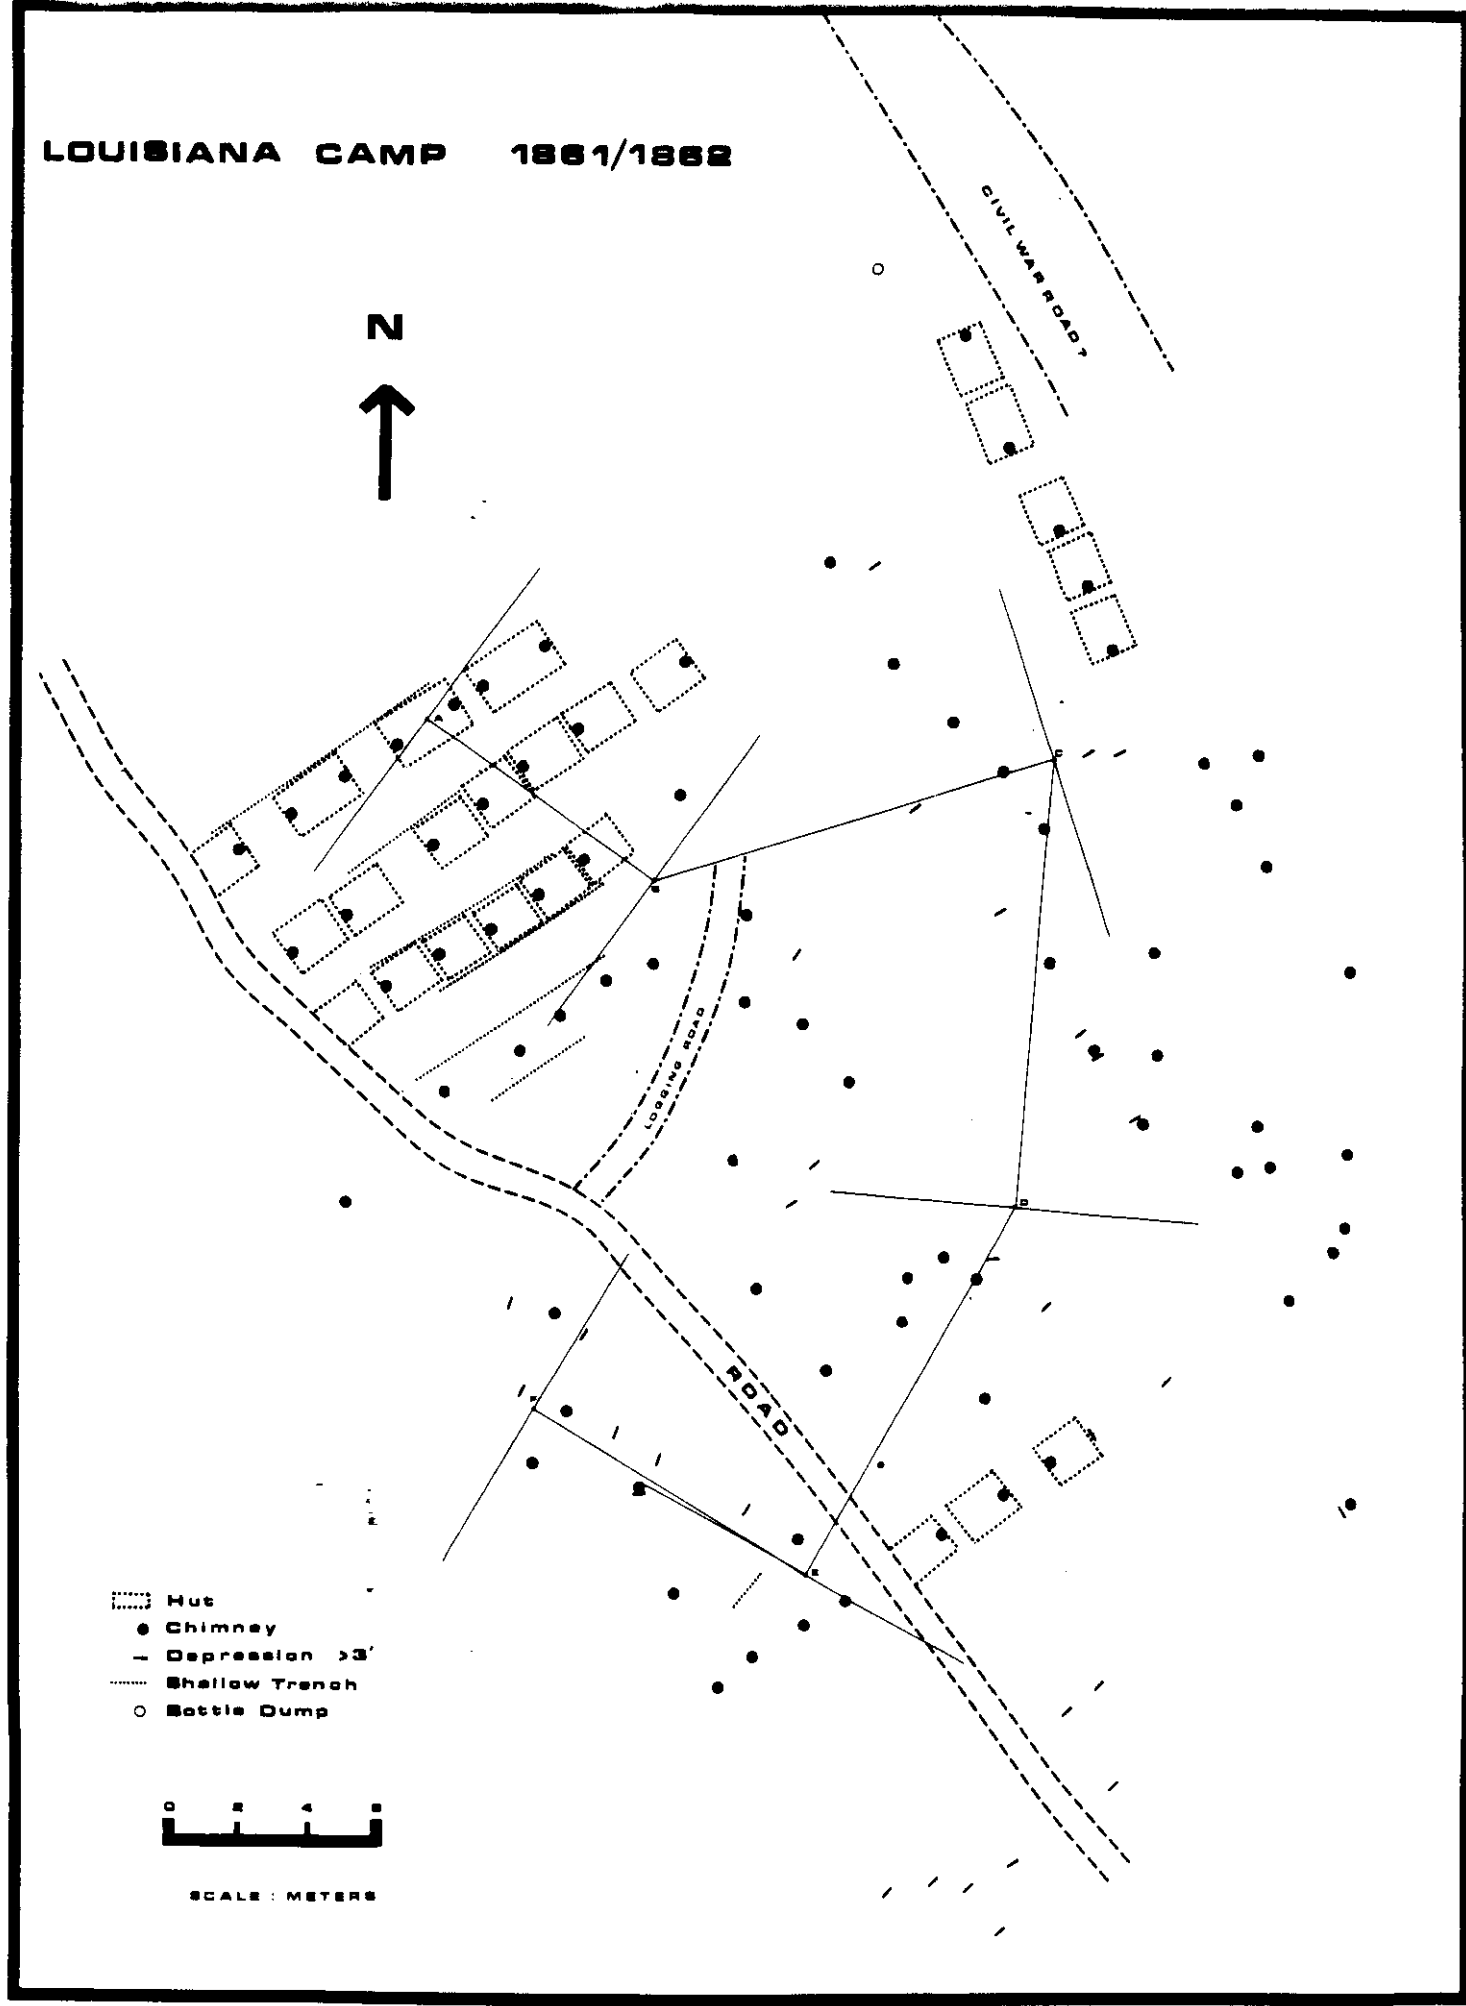 LOUISIANA CAMP 1861/1862
CIVIL WAR ROAD ?
N
A
C
B
LOGGING ROAD
D
ROAD
F
E
Hut
Chimney
Depression >3'
Shallow Trench
Bottle Dump
0 2 4 6
SCALE : METERS